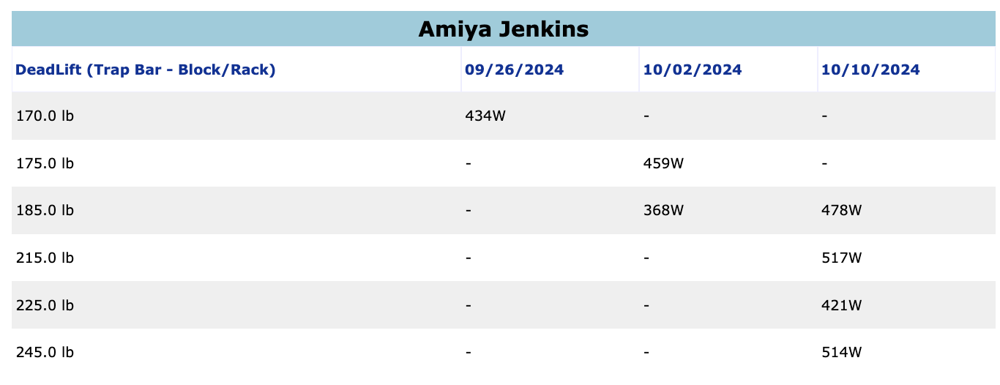 Amiya Jenkins
DeadLift (Trap Bar - Block/Rack) 09/26/2024 10/02/2024 10/10/2024
170.0 lb 434W - -
175.0 lb - 459W -
185.0 lb - 368W 478W
215.0 lb - - 517W
225.0 lb - - 421W
245.0 lb - - 514W